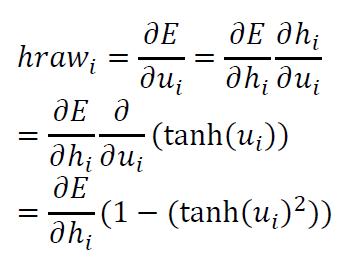 hraw_i = ∂E/∂u_i = ∂E/∂h_i ∂h_i/∂u_i
= ∂E/∂h_i ∂/∂u_i (tanh(u_i))
= ∂E/∂h_i (1 − (tanh(u_i)²))